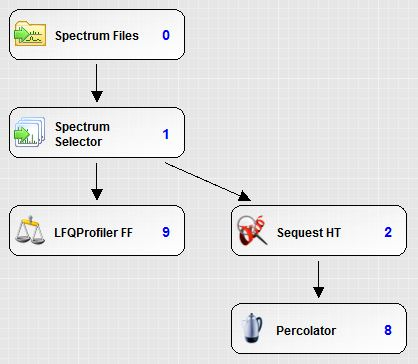 Spectrum Files 0
Spectrum
Selector 1
LFQProfiler FF 9
Sequest HT 2
Percolator 8